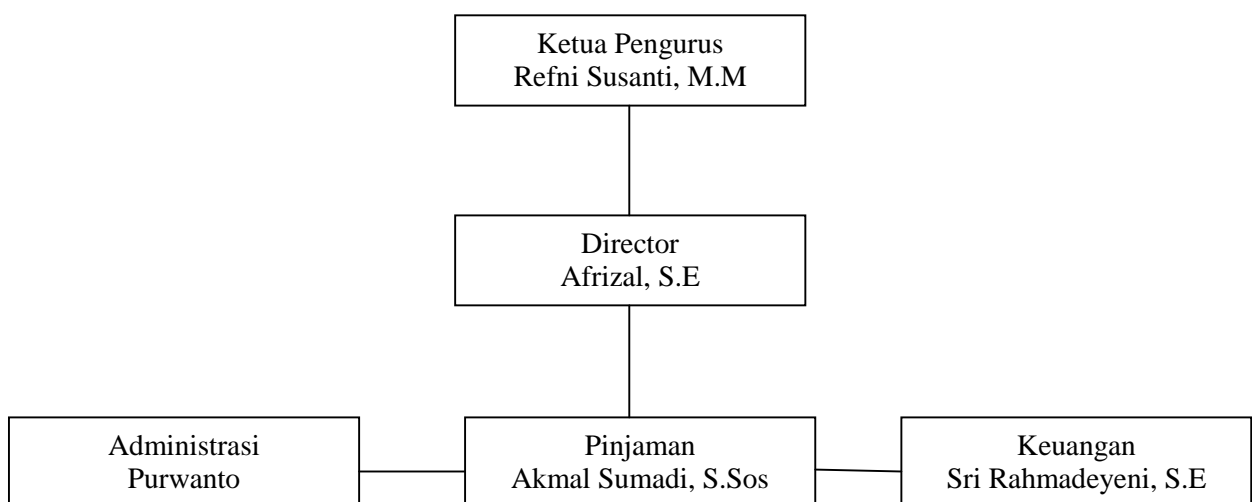 Ketua Pengurus
Refni Susanti, M.M
Director
Afrizal, S.E
Administrasi
Purwanto
Pinjaman
Akmal Sumadi, S.Sos
Keuangan
Sri Rahmadeyeni, S.E